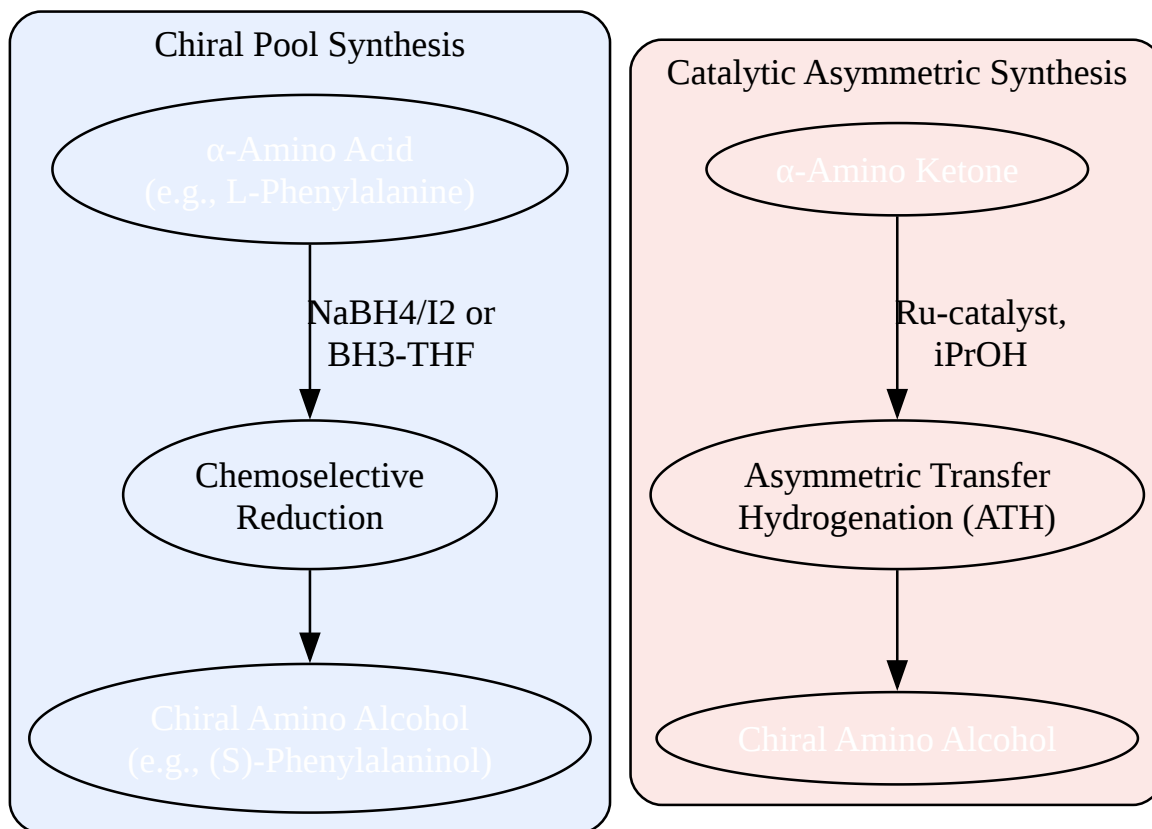 Chiral Pool Synthesis
α-Amino Acid
(e.g., L-Phenylalanine)
NaBH4/I2 or
BH3-THF
Chemoselective
Reduction
Chiral Amino Alcohol
(e.g., (S)-Phenylalaninol)
Catalytic Asymmetric Synthesis
α-Amino Ketone
Ru-catalyst,
iPrOH
Asymmetric Transfer
Hydrogenation (ATH)
Chiral Amino Alcohol